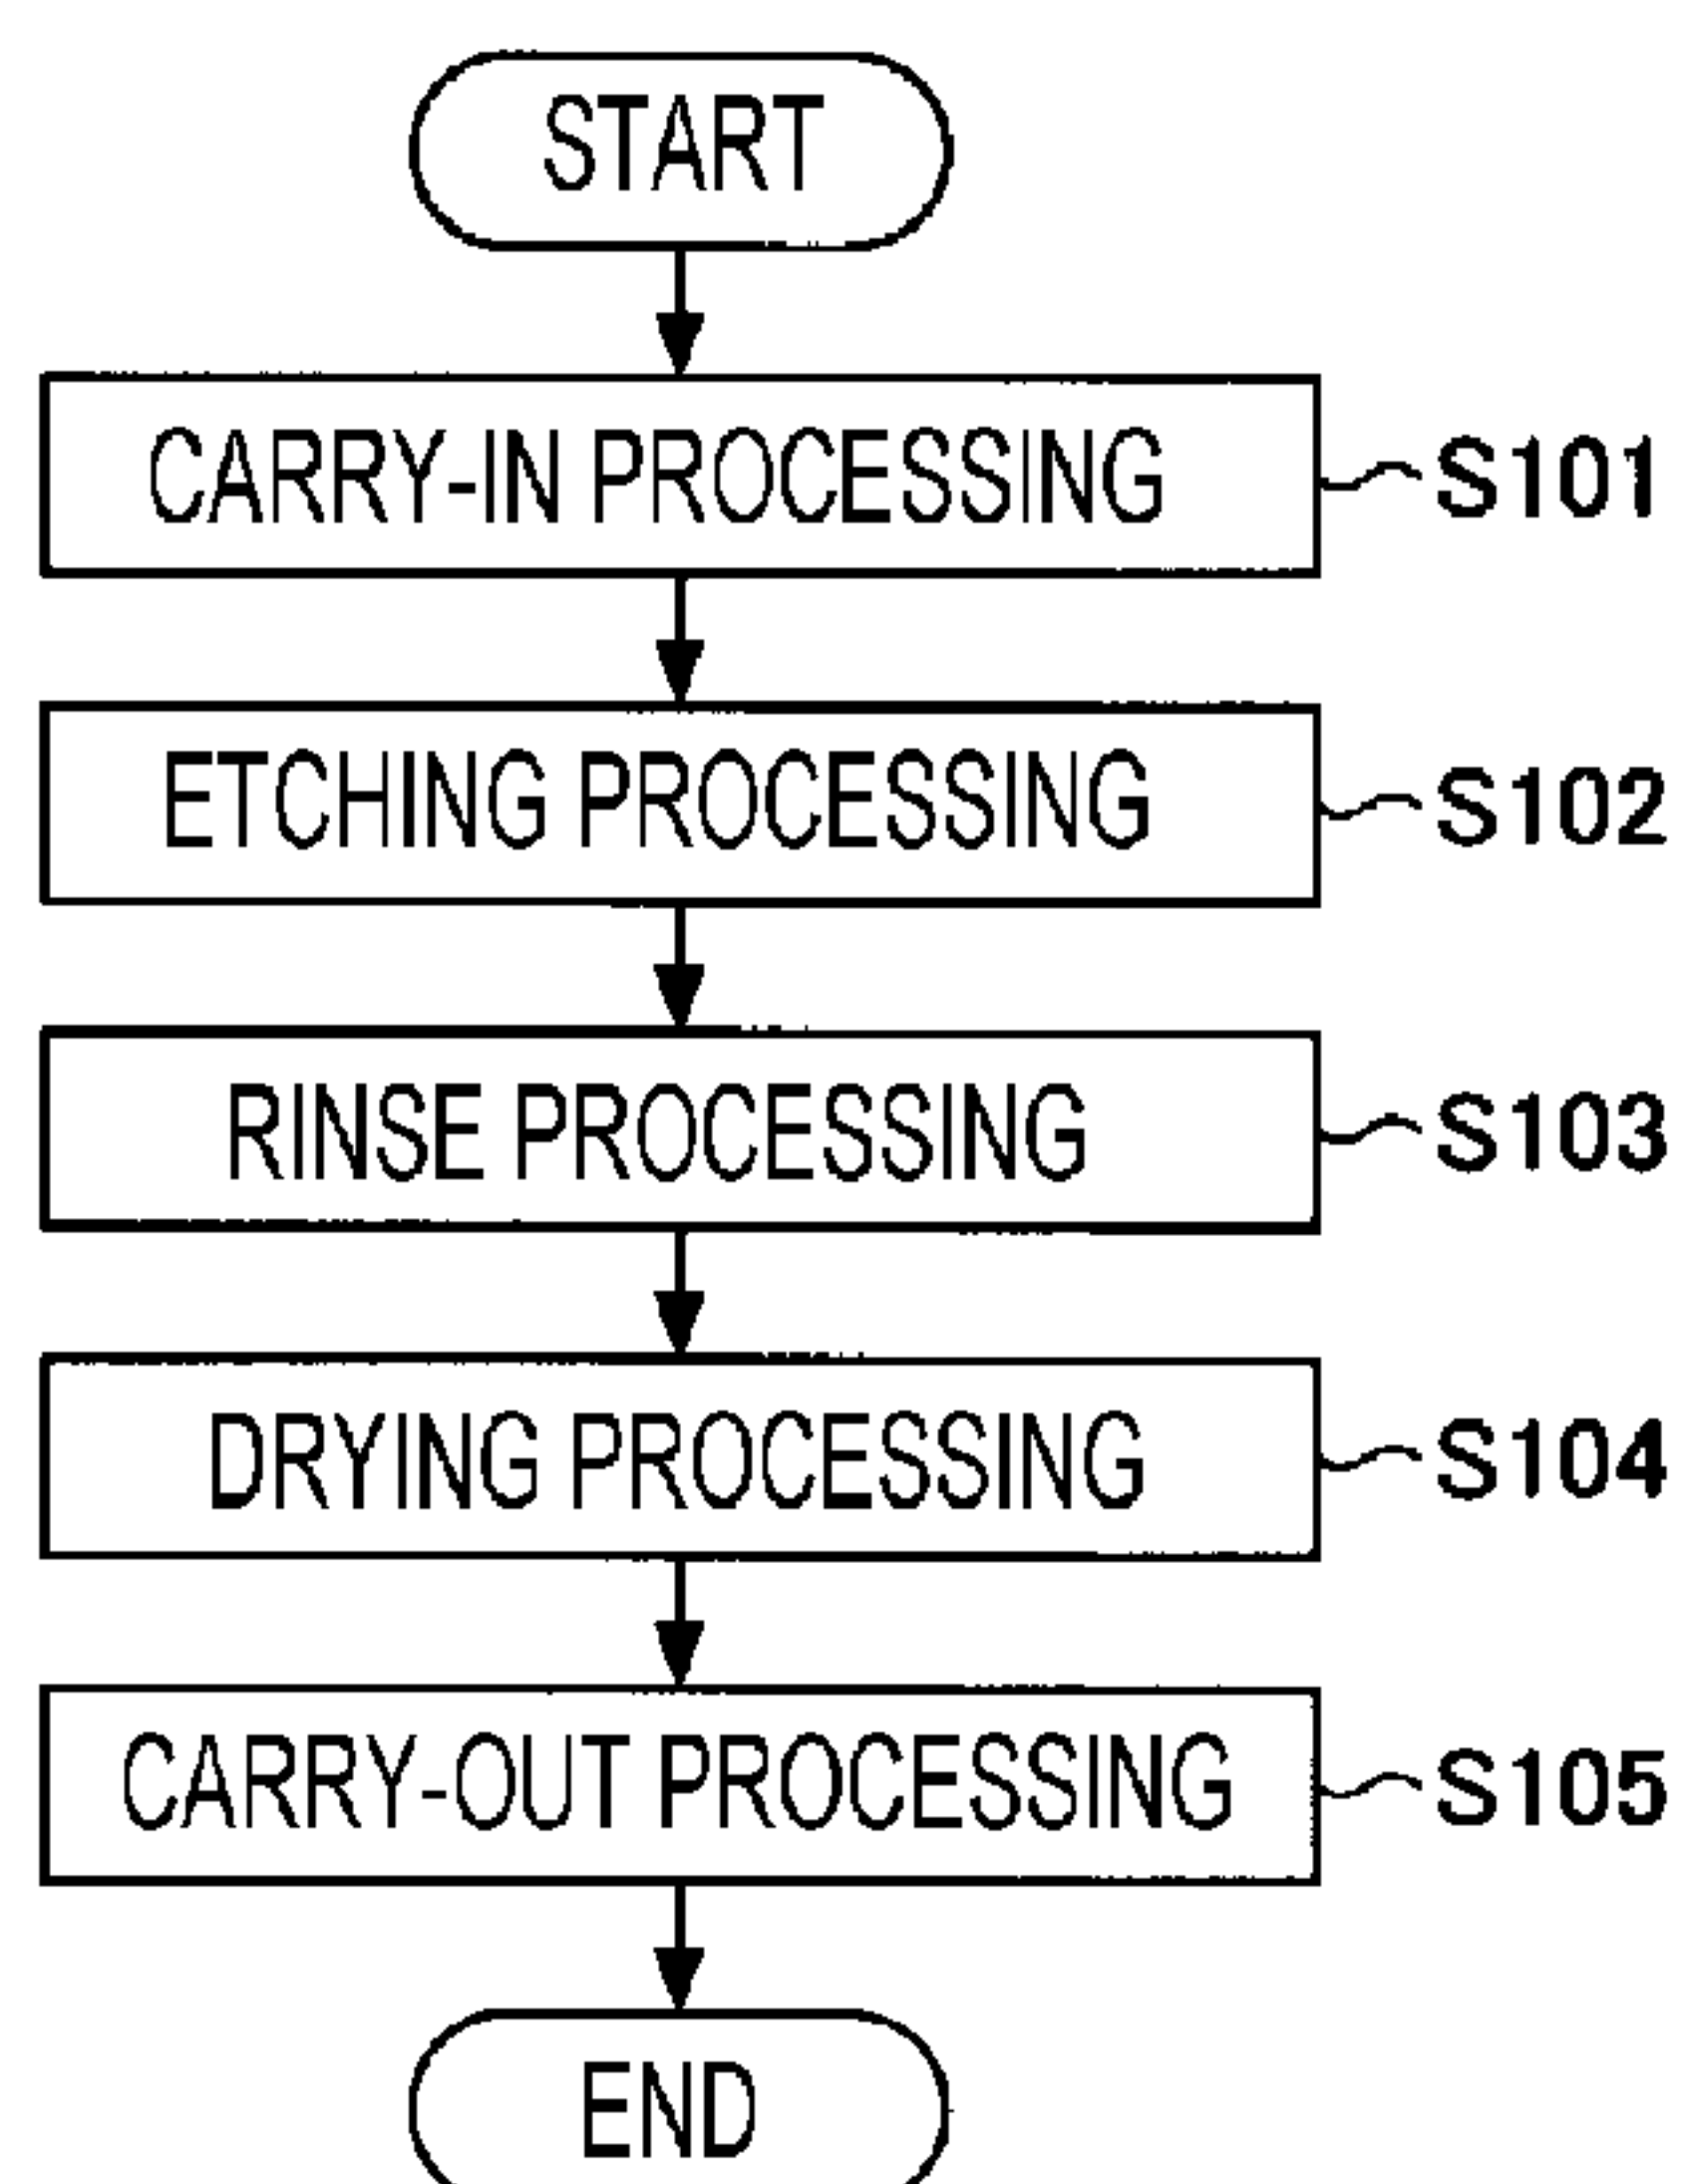 START
CARRY-IN PROCESSING S101
ETCHING PROCESSING S102
RINSE PROCESSING S103
DRYING PROCESSING S104
CARRY-OUT PROCESSING S105
END